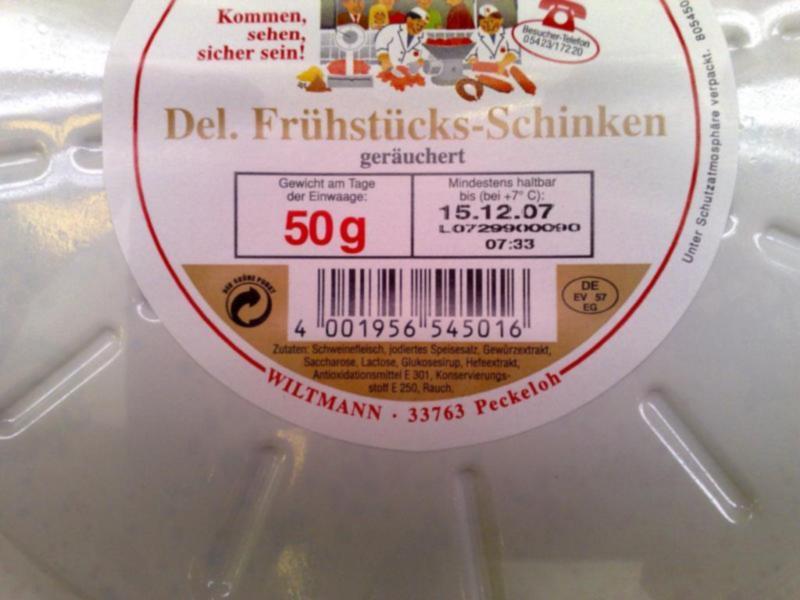 Kommen,
sehen,
sicher sein!
Besucher-Telefon
05423/17220
Del. Frühstücks-Schinken
geräuchert
Gewicht am Tage
der Einwaage:
50g
Mindestens haltbar
bis (bei +7° C):
15.12.07
L0729900090
07:33
DER GRÜNE PUNKT
DE
EV 57
EG
4 001956 545016
Zutaten: Schweinefleisch, jodiertes Speisesalz, Gewürzextrakt,
Saccharose, Lactose, Glukosesirup, Hefeextrakt,
Antioxidationsmittel E 301, Konservierungs-
stoff E 250, Rauch.
WILTMANN · 33763 Peckeloh
Unter Schutzatmosphäre verpackt.